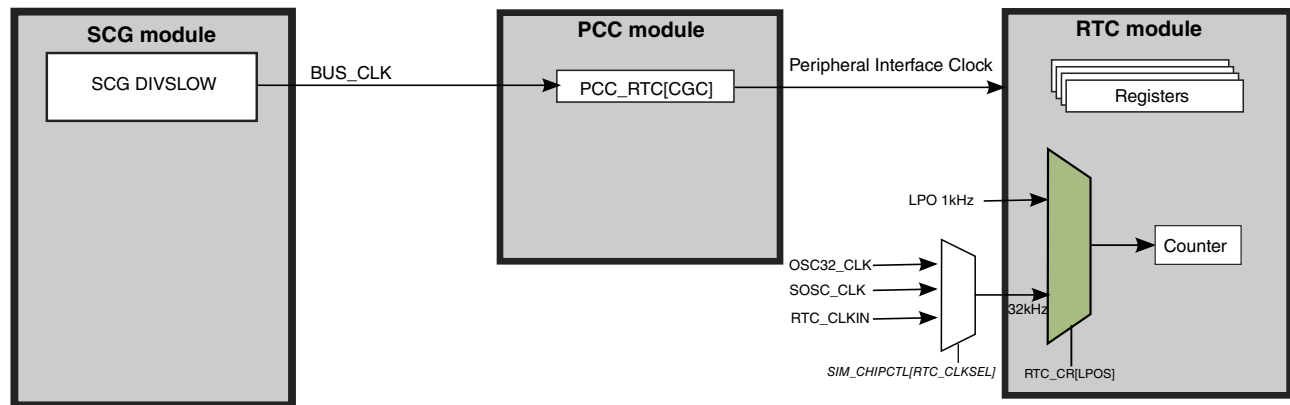 SCG module
SCG DIVSLOW
BUS_CLK
PCC module
PCC_RTC[CGC]
Peripheral Interface Clock
RTC module
Registers
LPO 1kHz
OSC32_CLK
SOSC_CLK
RTC_CLKIN
32kHz
Counter
SIM_CHIPCTL[RTC_CLKSEL]
RTC_CR[LPOS]